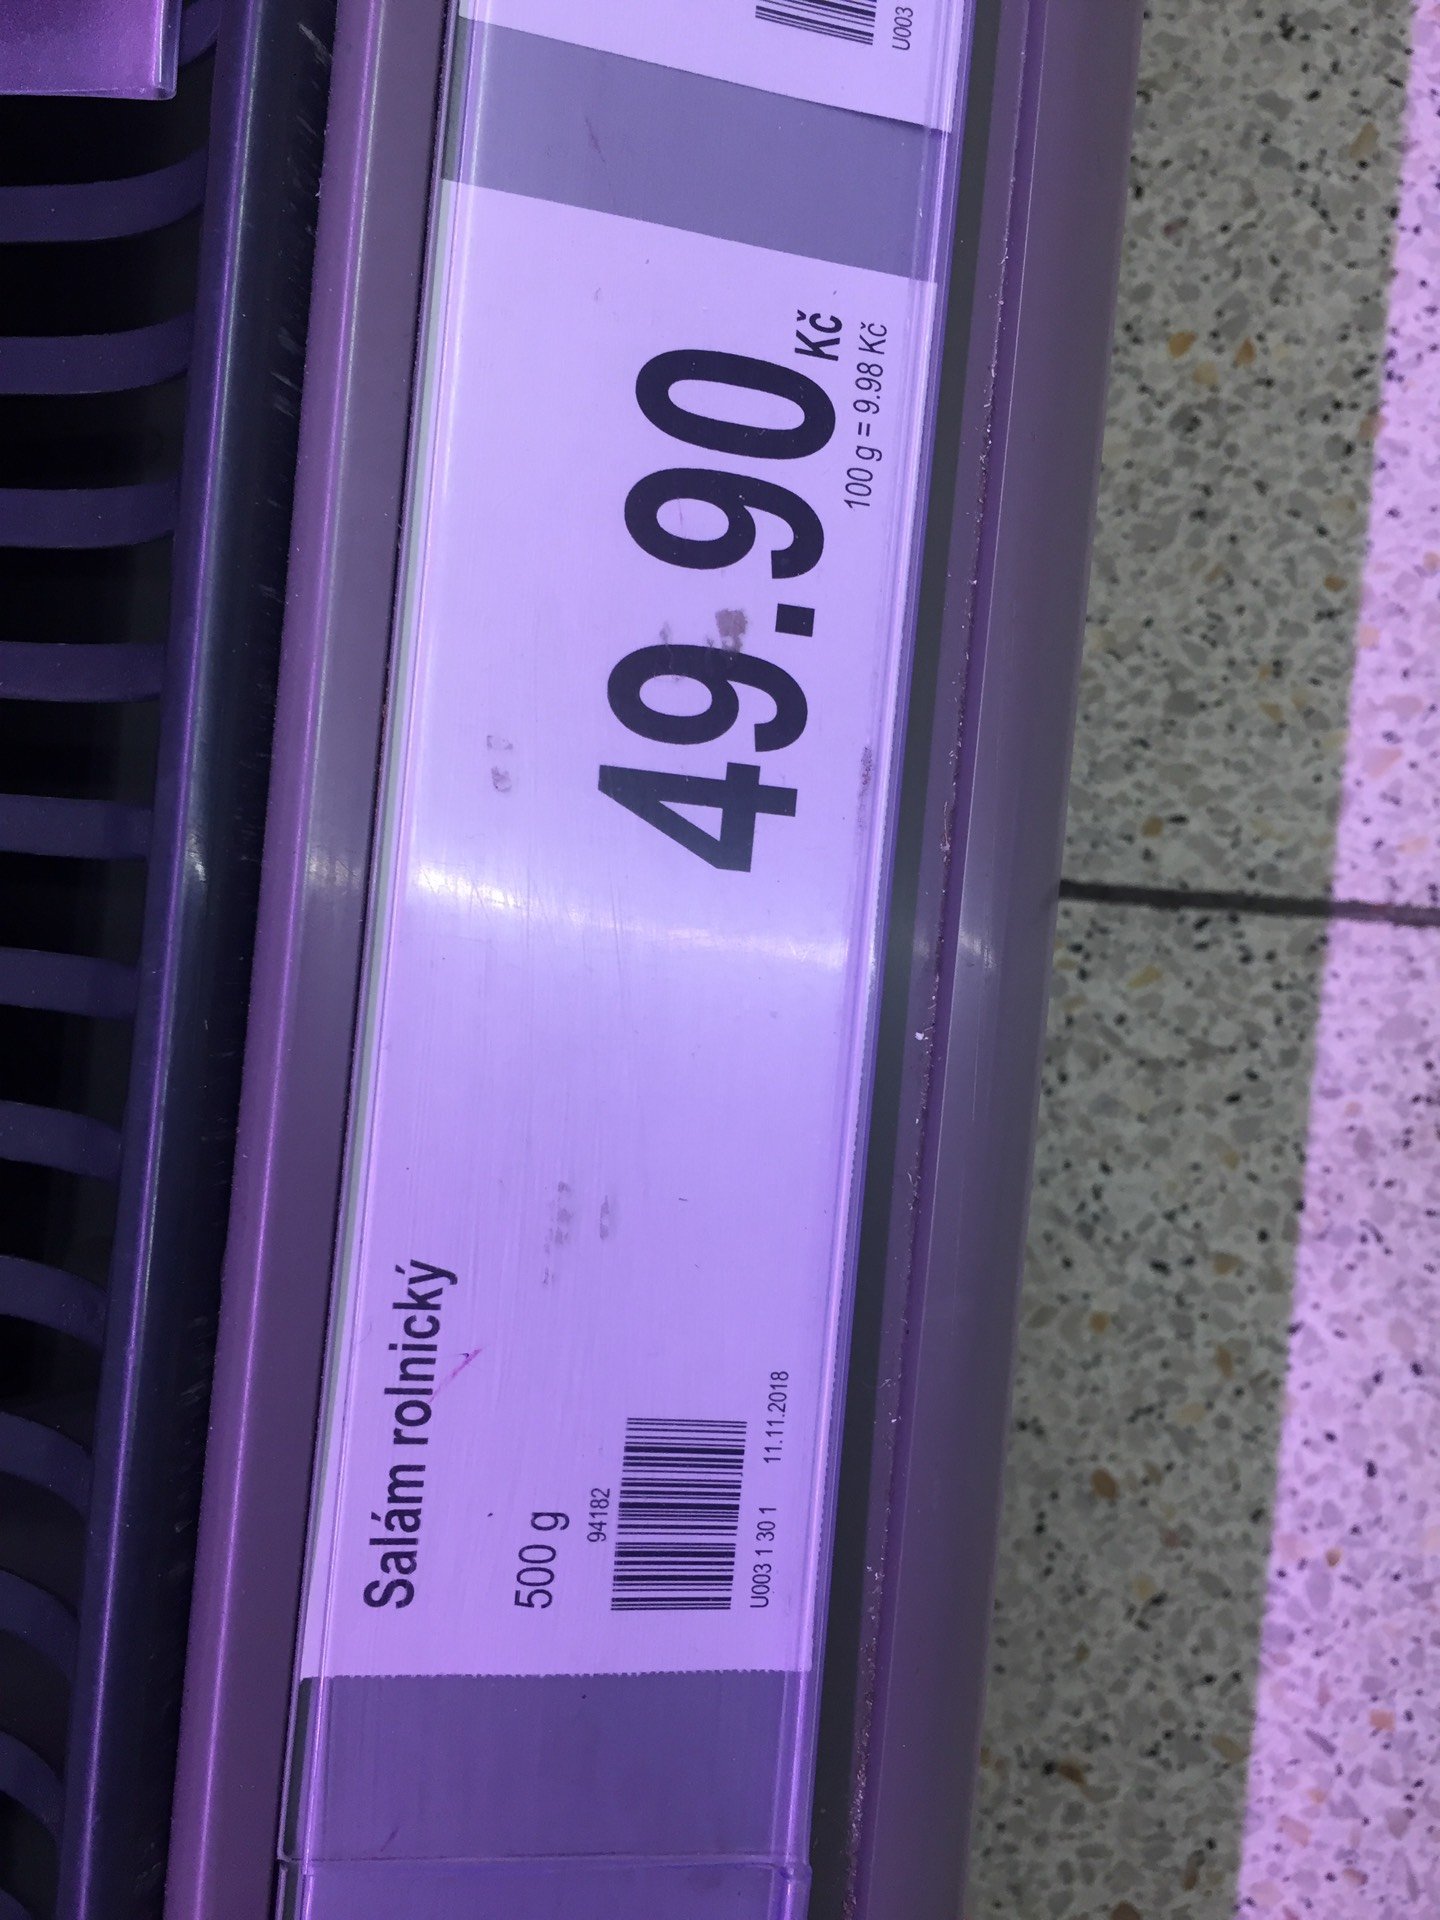 Salám rolnický
500 g
94182
U003 1 30 1 11.11.2018
49.90 Kč
100 g = 9.98 Kč
U003